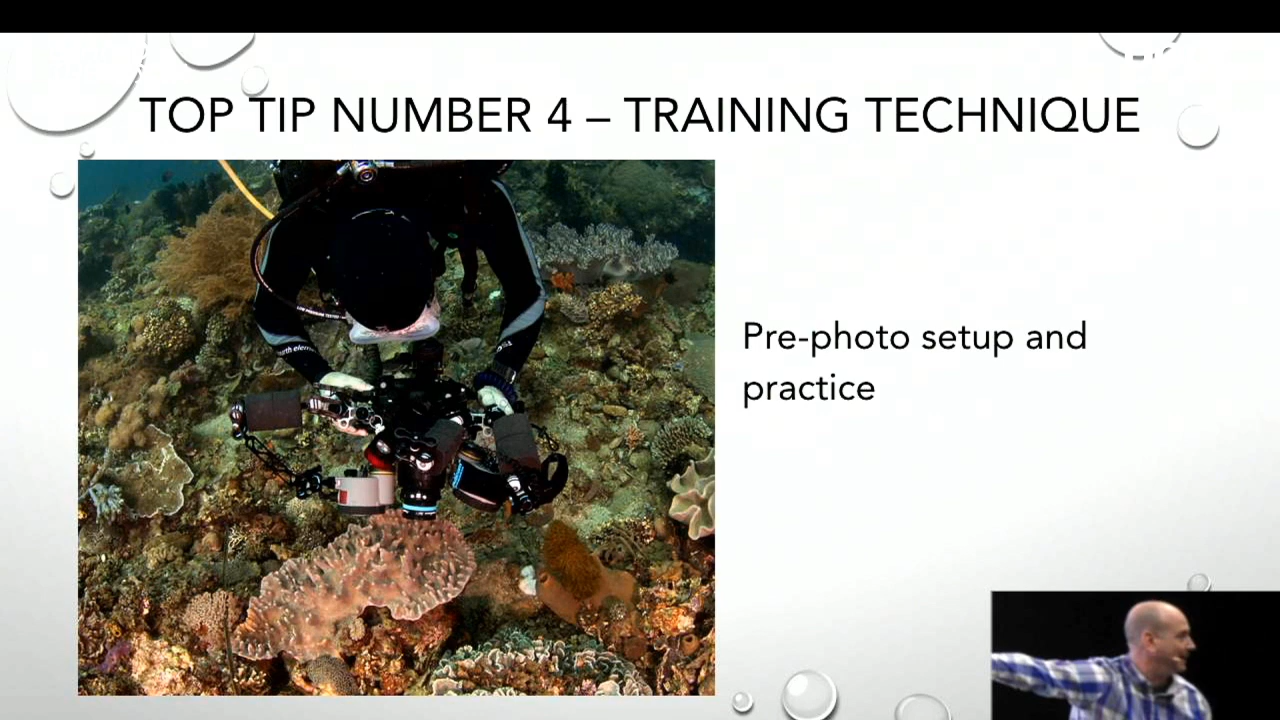 TOP TIP NUMBER 4 – TRAINING TECHNIQUE
Pre-photo setup and
practice